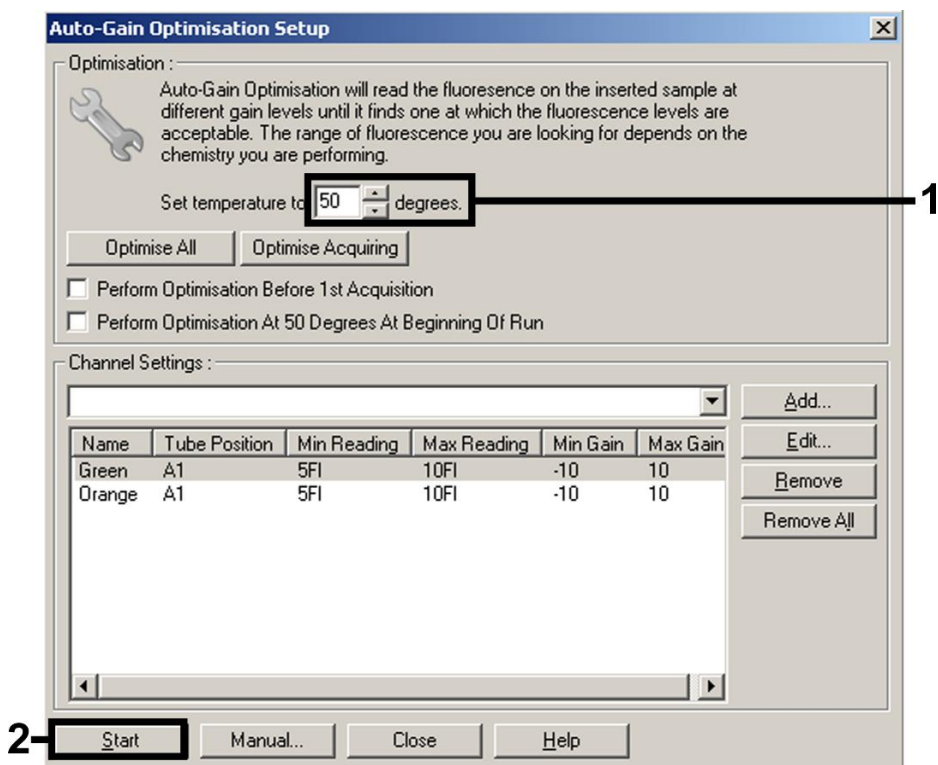 Auto-Gain Optimisation Setup
Optimisation :
Auto-Gain Optimisation will read the fluoresence on the inserted sample at
different gain levels until it finds one at which the fluorescence levels are
acceptable. The range of fluorescence you are looking for depends on the
chemistry you are performing.
Set temperature to 50 degrees. 1
Optimise All Optimise Acquiring
Perform Optimisation Before 1st Acquisition
Perform Optimisation At 50 Degrees At Beginning Of Run
Channel Settings :
Add...
Name Tube Position Min Reading Max Reading Min Gain Max Gain Edit...
Green A1 5Fl 10Fl -10 10
Remove
Orange A1 5Fl 10Fl -10 10
Remove All
2 Start Manual... Close Help